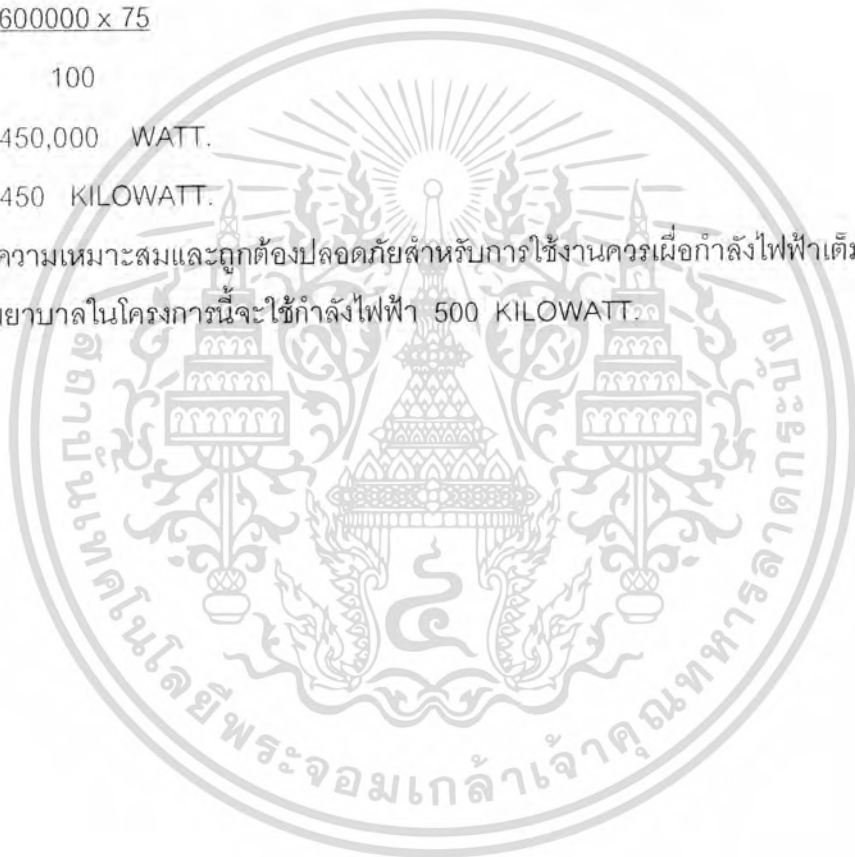 600000 x 75
100
450,000 WATT.
450 KILOWATT.
ความเหมาะสมและถูกต้องปลอดภัยสำหรับการใช้งานควรเผื่อกำลังไฟฟ้าเต็ม
ยาบาลในโครงการนี้จะใช้กำลังไฟฟ้า 500 KILOWATT.
สถาบันเทคโนโลยีพระจอมเกล้าเจ้าคุณทหารลาดกระบัง